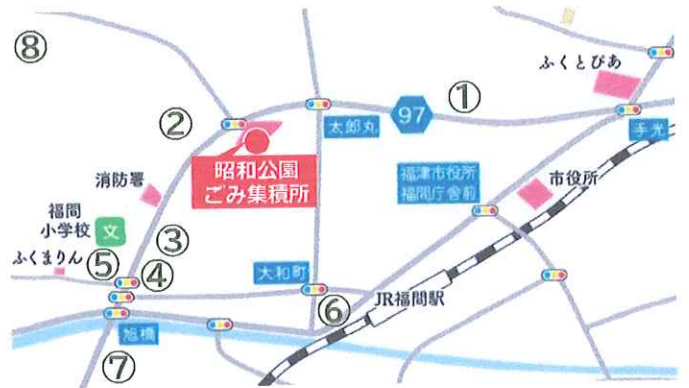 ⑧
ふくとぴあ
①
97
②
太郎丸
手光
昭和公園
ごみ集積所
福津市役所
福間庁舎前
市役所
消防署
福間
小学校
文
③
ふくまりん
⑤
④
大和町
⑥
JR福間駅
旭橋
⑦